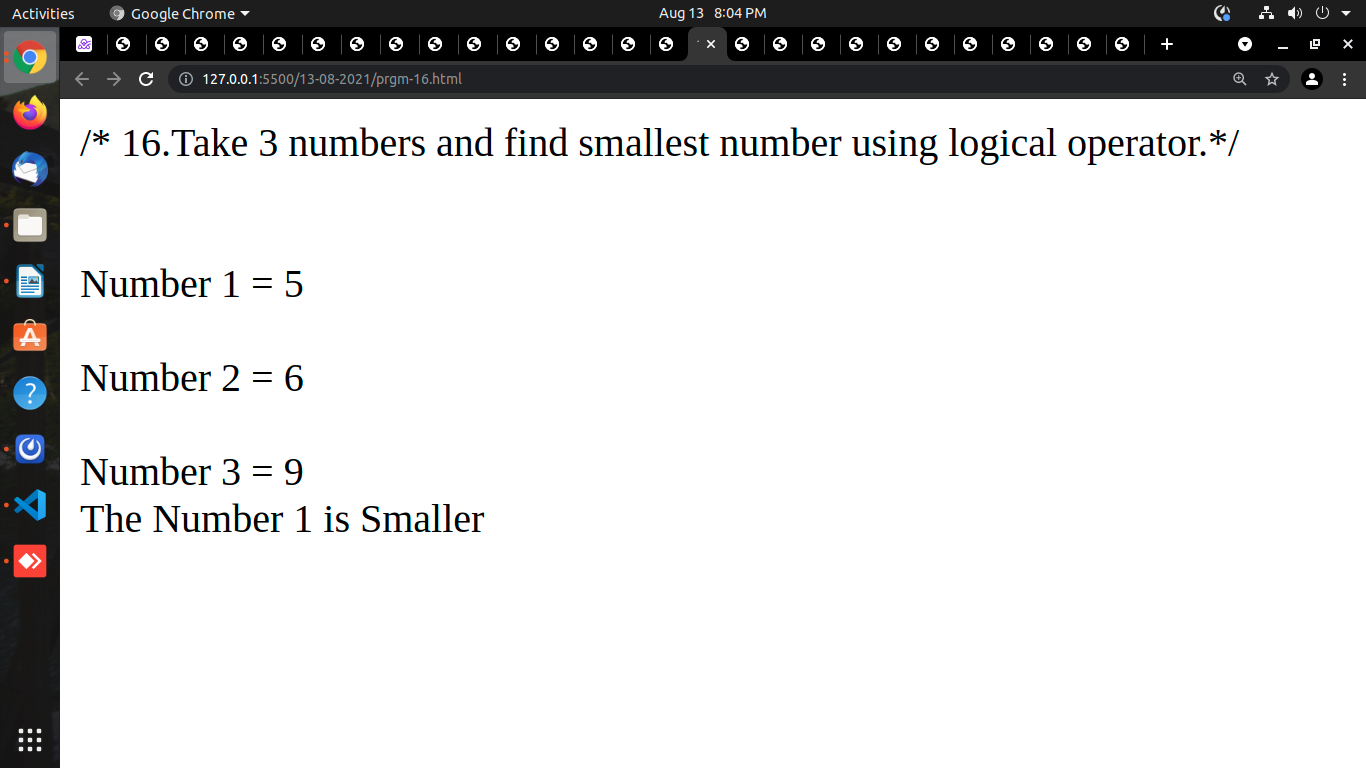 Activities Google Chrome Aug 13 8:04 PM
127.0.0.1:5500/13-08-2021/prgm-16.html
/* 16.Take 3 numbers and find smallest number using logical operator.*/
Number 1 = 5
Number 2 = 6
Number 3 = 9
The Number 1 is Smaller